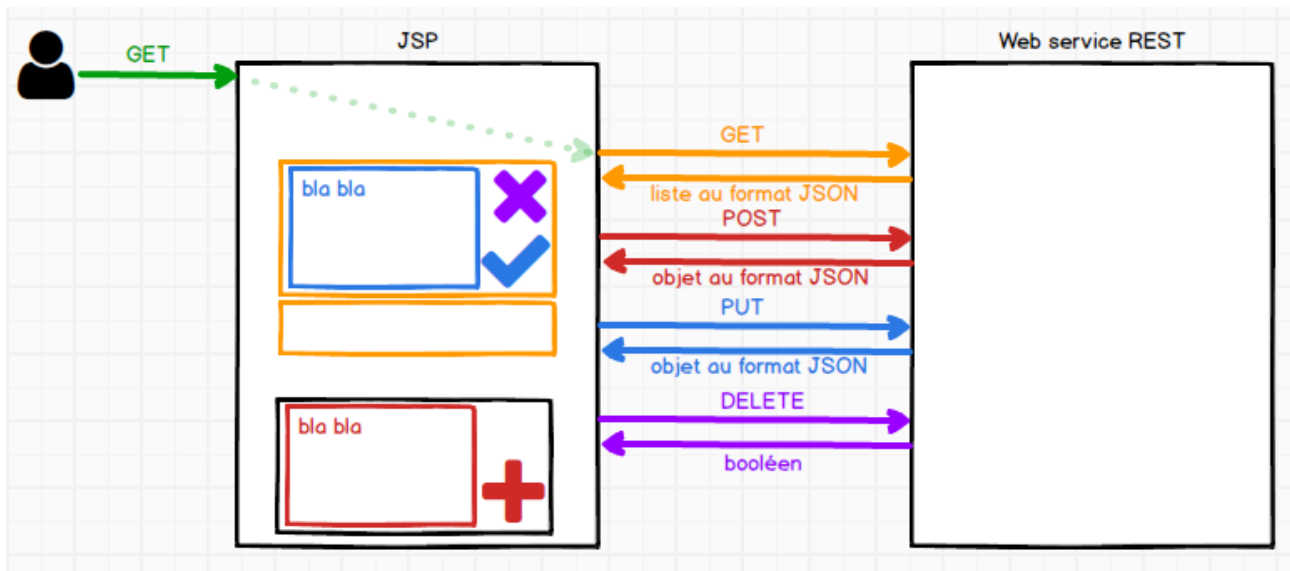 JSP
Web service REST
GET
GET
liste au format JSON
bla bla
POST
objet au format JSON
PUT
objet au format JSON
DELETE
bla bla
booléen